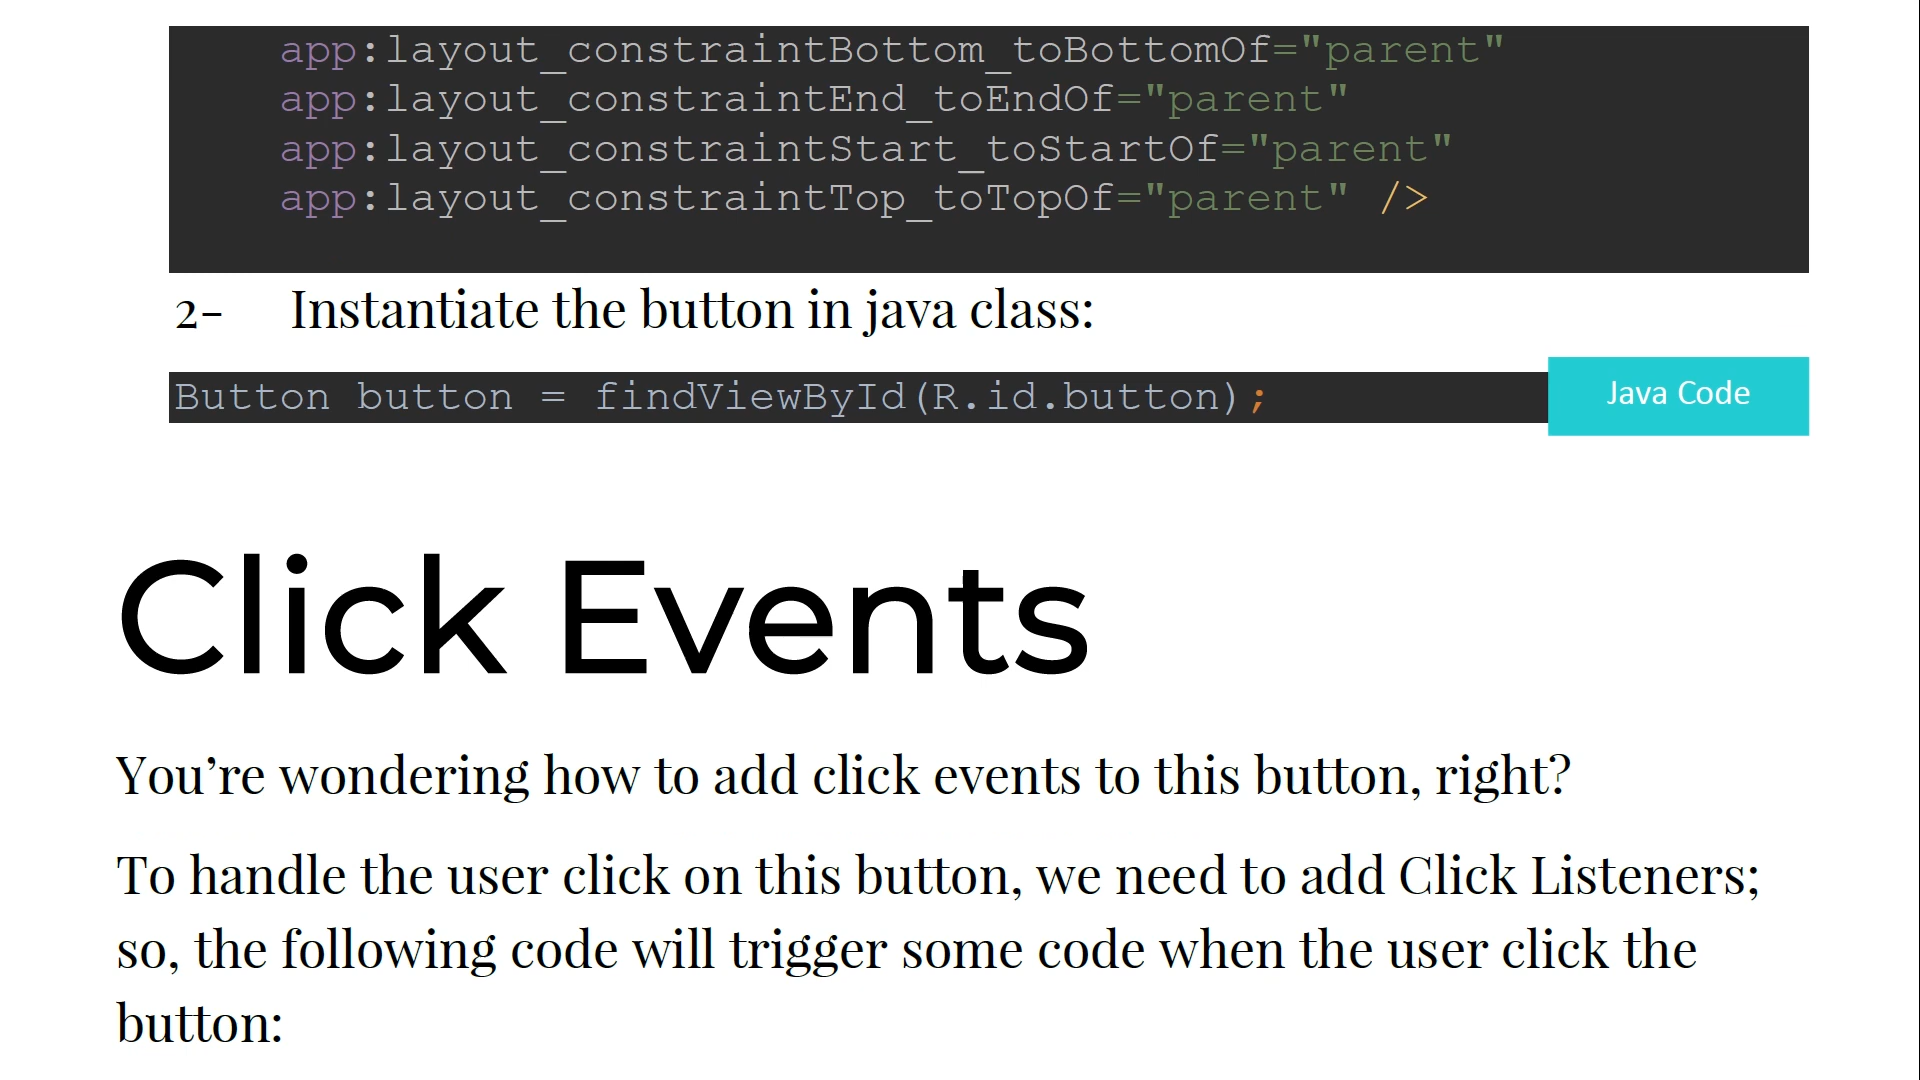 app:layout_constraintBottom_toBottomOf="parent"
app:layout_constraintEnd_toEndOf="parent"
app:layout_constraintStart_toStartOf="parent"
app:layout_constraintTop_toTopOf="parent" />
2- Instantiate the button in java class:
Button button = findViewById(R.id.button);
Java Code
Click Events
You’re wondering how to add click events to this button, right?
To handle the user click on this button, we need to add Click Listeners;
so, the following code will trigger some code when the user click the
button: